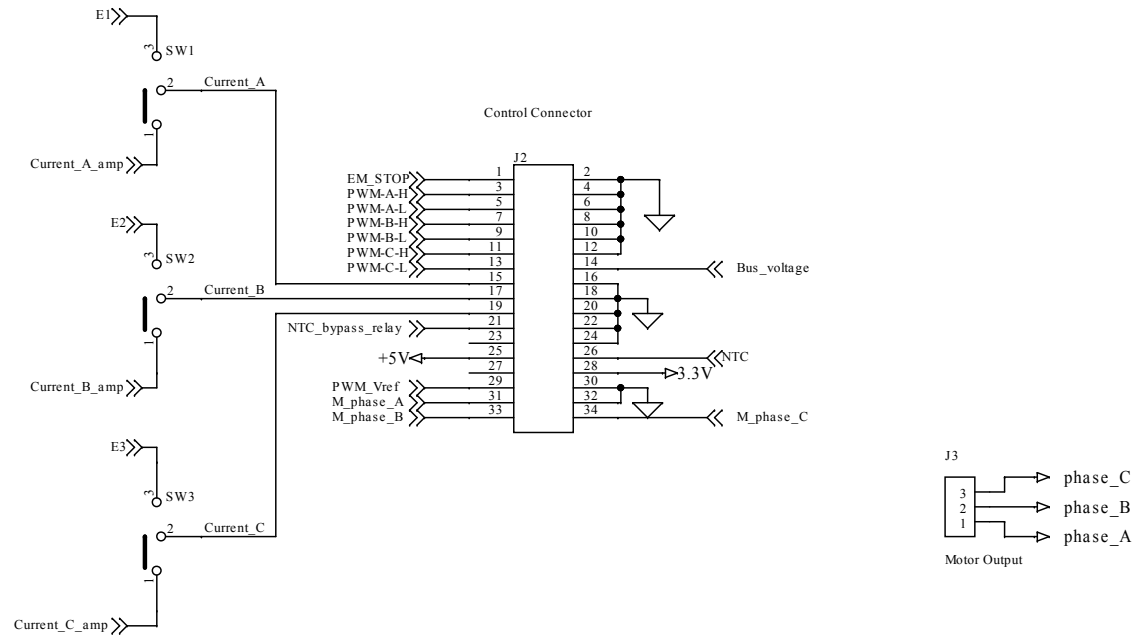 E1
3
SW1
2
Current_A
1
Current_A_amp
E2
3
SW2
2
Current_B
1
Current_B_amp
E3
3
SW3
2
Current_C
1
Current_C_amp
Control Connector
J2
EM_STOP 1 2
PWM-A-H 3 4
PWM-A-L 5 6
PWM-B-H 7 8
PWM-B-L 9 10
PWM-C-H 11 12
PWM-C-L 13 14 Bus_voltage
15 16
17 18
19 20
NTC_bypass_relay 21 22
23 24
+5V 25 26 NTC
27 28 3.3V
PWM_Vref 29 30
M_phase_A 31 32
M_phase_B 33 34 M_phase_C
J3
3 phase_C
2 phase_B
1 phase_A
Motor Output